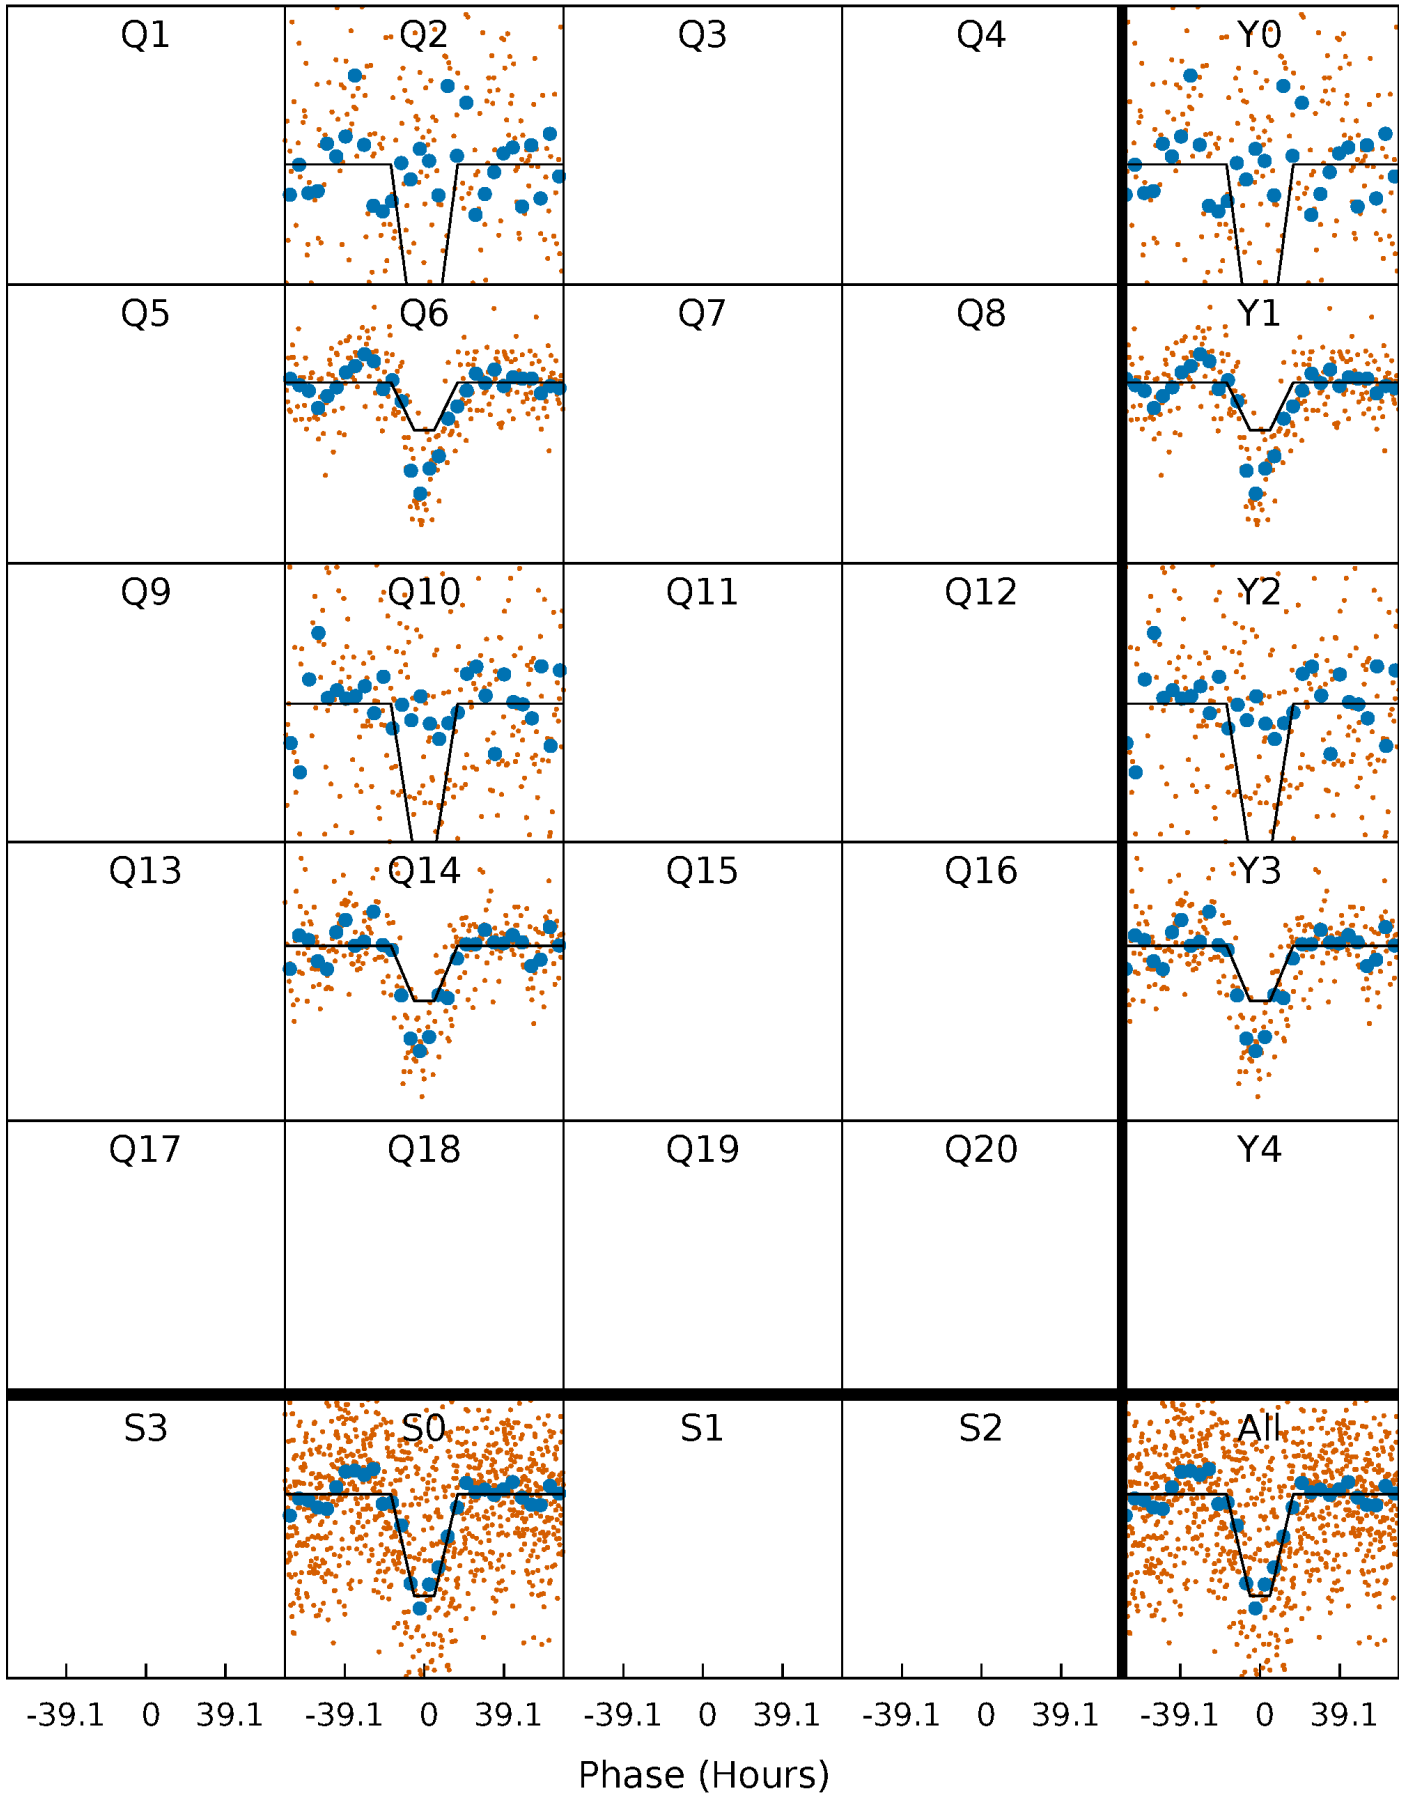 Q1 Q2 Q3 Q4 Y0
Q5 Q6 Q7 Q8 Y1
Q9 Q10 Q11 Q12 Y2
Q13 Q14 Q15 Q16 Y3
Q17 Q18 Q19 Q20 Y4
S3 S0 S1 S2 All
-39.1 0 39.1 -39.1 0 39.1 -39.1 0 39.1 -39.1 0 39.1 -39.1 0 39.1
Phase (Hours)